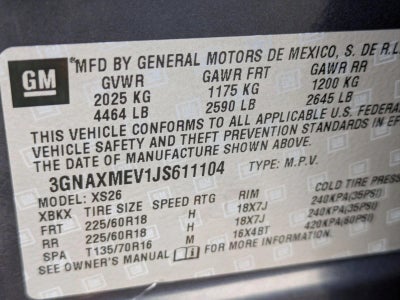 GM
MFD BY GENERAL MOTORS DE MEXICO, S. DE R.L
GVWR GAWR FRT GAWR RR
2025 KG 1175 KG 1200 KG
4464 LB 2590 LB 2645 LB
THIS VEHICLE CONFORMS TO ALL APPLICABLE U.S. FEDERA
VEHICLE SAFETY AND THEFT PREVENTION STANDARDS IN EF
THE DATE OF MANUFACTURE SHOWN ABOVE.
3GNAXMEV1JS611104 TYPE: M.P.V.
MODEL: XS26
XBKX TIRE SIZE SPEED RTG RIM COLD TIRE PRES
FRT 225/60R18 H 18X7J 240KPA(35PSI)
RR 225/60R18 H 18X7J 240KPA(35PSI)
SPA T135/70R16 M 16X4BT 420KPA(60PSI)
SEE OWNER'S MANUAL FOR MORE INFORMATION.